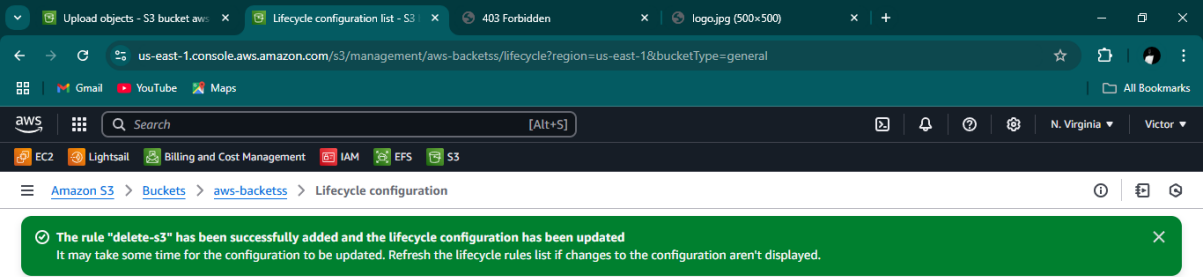 Upload objects - S3 bucket aws
Lifecycle configuration list - S3
403 Forbidden
logo.jpg (500×500)
us-east-1.console.aws.amazon.com/s3/management/aws-backetss/lifecycle?region=us-east-1&bucketType=general
Gmail YouTube Maps All Bookmarks
aws Search [Alt+S] N. Virginia Victor
EC2 Lightsail Billing and Cost Management IAM EFS S3
Amazon S3 > Buckets > aws-backetss > Lifecycle configuration
The rule "delete-s3" has been successfully added and the lifecycle configuration has been updated
It may take some time for the configuration to be updated. Refresh the lifecycle rules list if changes to the configuration aren't displayed.